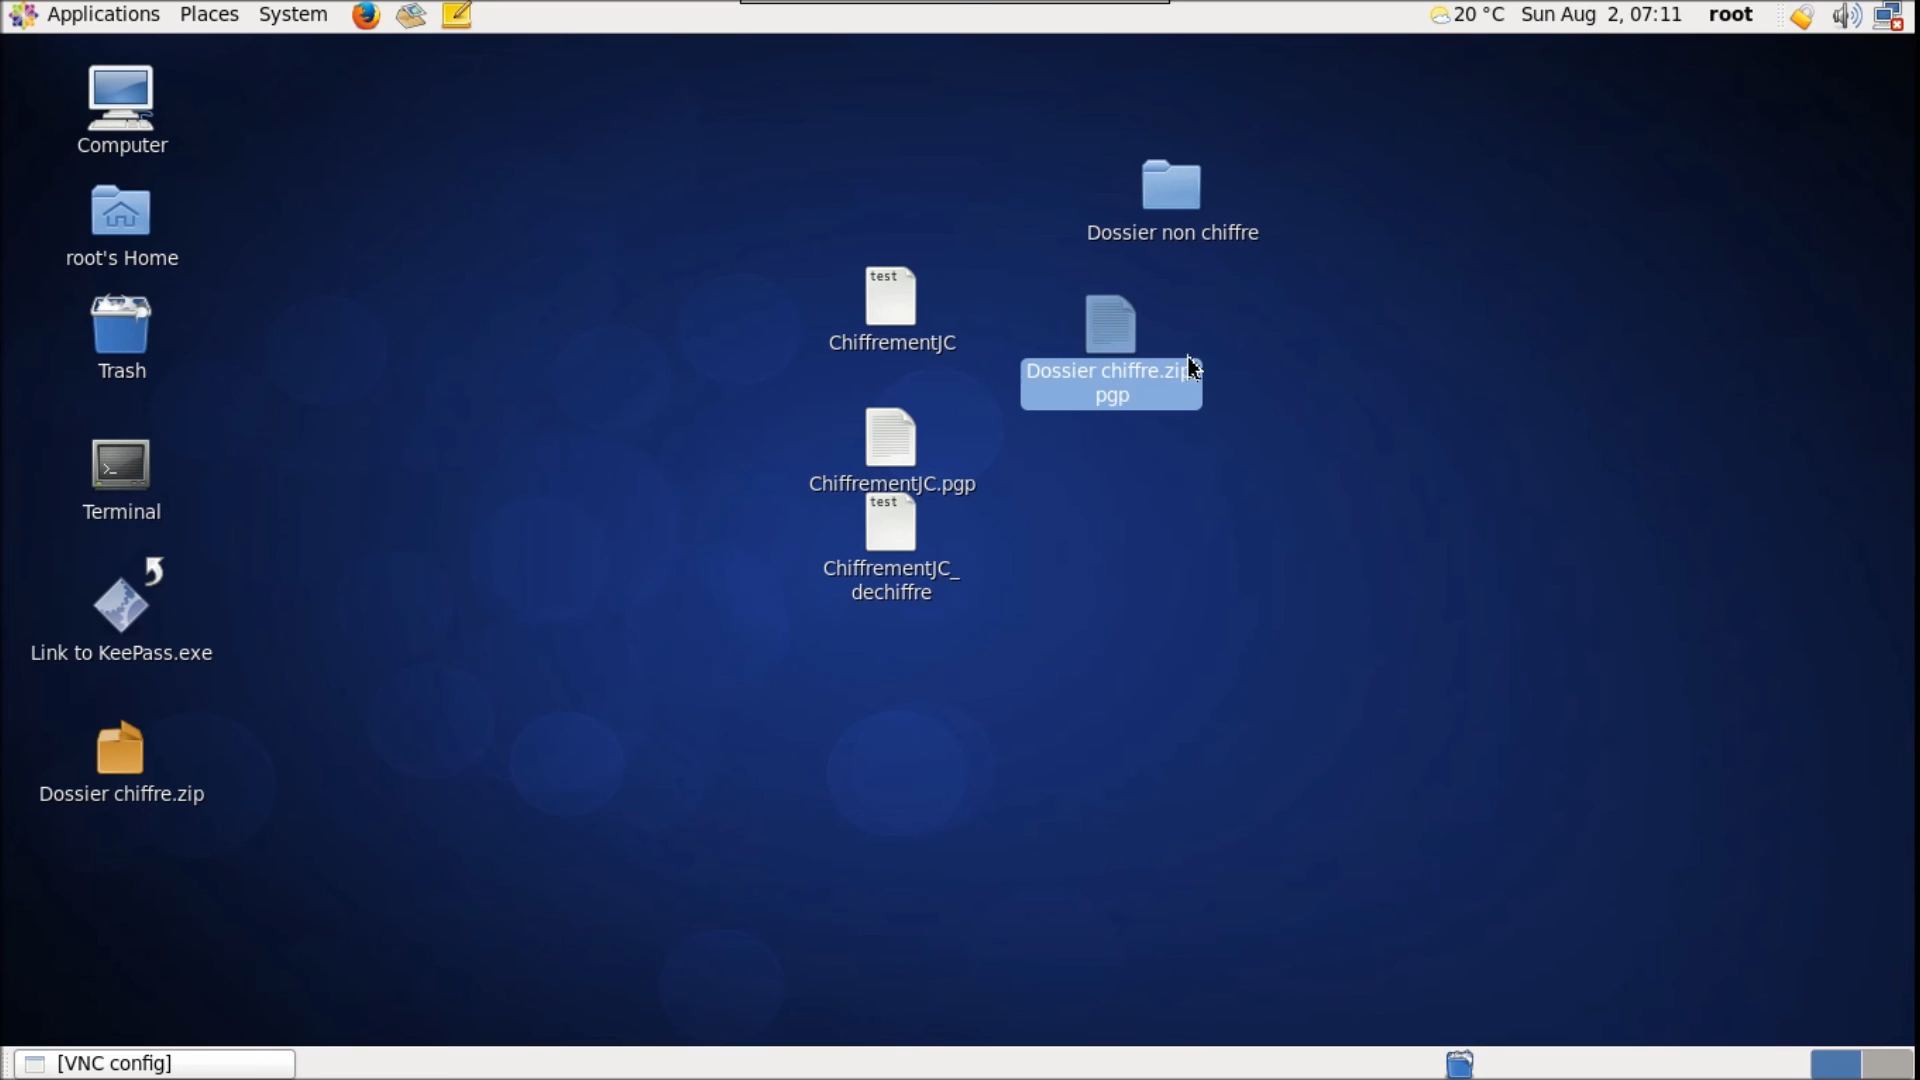 Applications Places System
20 °C Sun Aug 2, 07:11 root
Computer
root's Home
Trash
Terminal
Link to KeePass.exe
Dossier chiffre.zip
Dossier non chiffre
test
ChiffrementJC
Dossier chiffre.zip
pgp
ChiffrementJC.pgp
test
ChiffrementJC_
dechiffre
[VNC config]